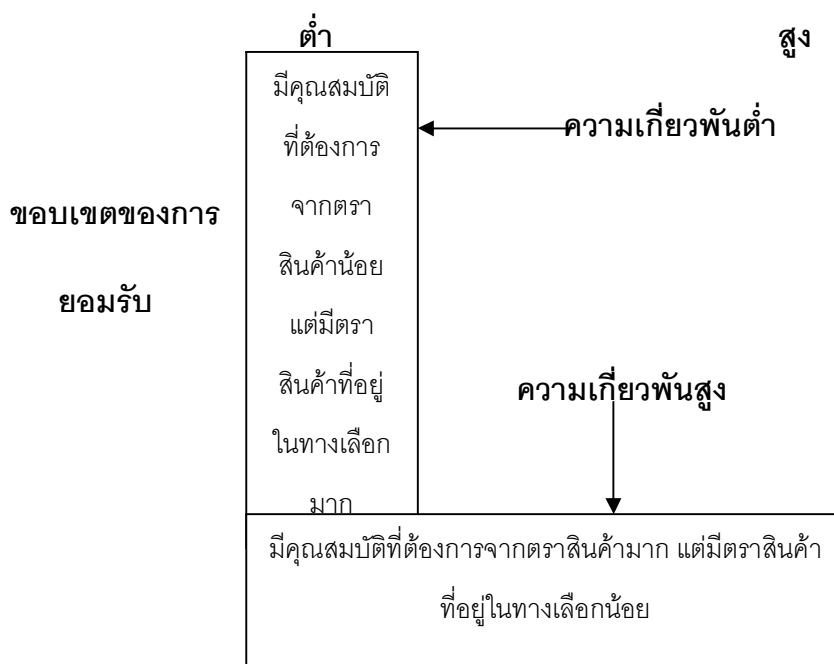 ต่ำ สูง
มีคุณสมบัติ
ที่ต้องการ
จากตรา
สินค้าน้อย
แต่มีตรา
สินค้าที่อยู่
ในทางเลือก
มาก
ความเกี่ยวพันต่ำ
ขอบเขตของการ
ยอมรับ
ความเกี่ยวพันสูง
มีคุณสมบัติที่ต้องการจากตราสินค้ามาก แต่มีตราสินค้า
ที่อยู่ในทางเลือกน้อย